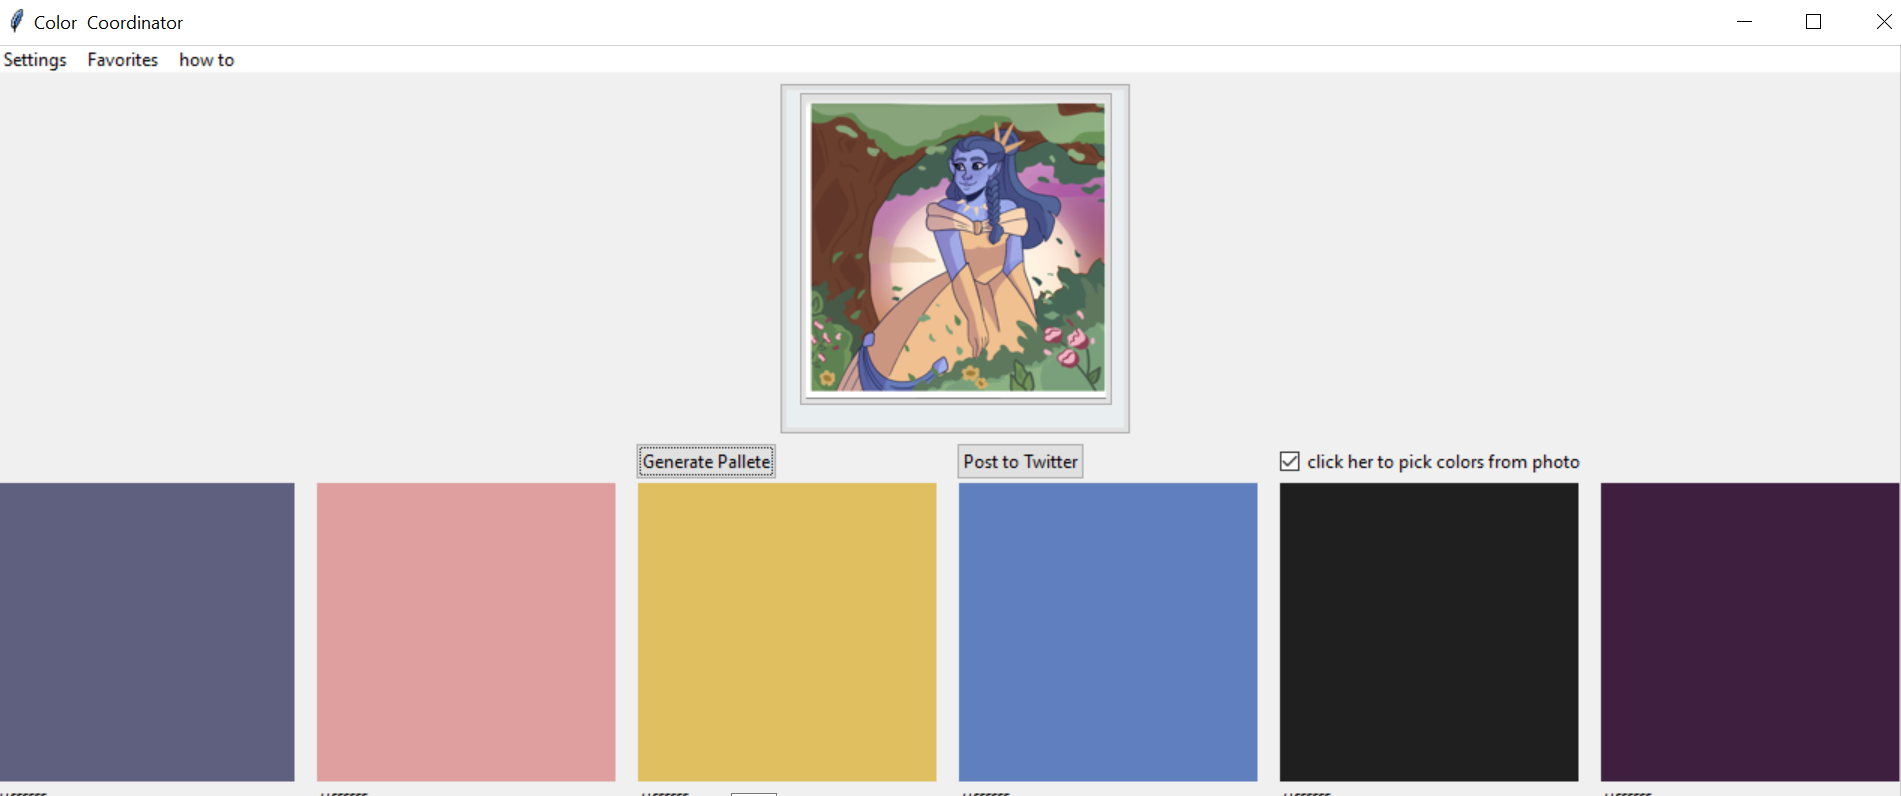 Color Coordinator
Settings Favorites how to
Generate Pallete Post to Twitter click her to pick colors from photo